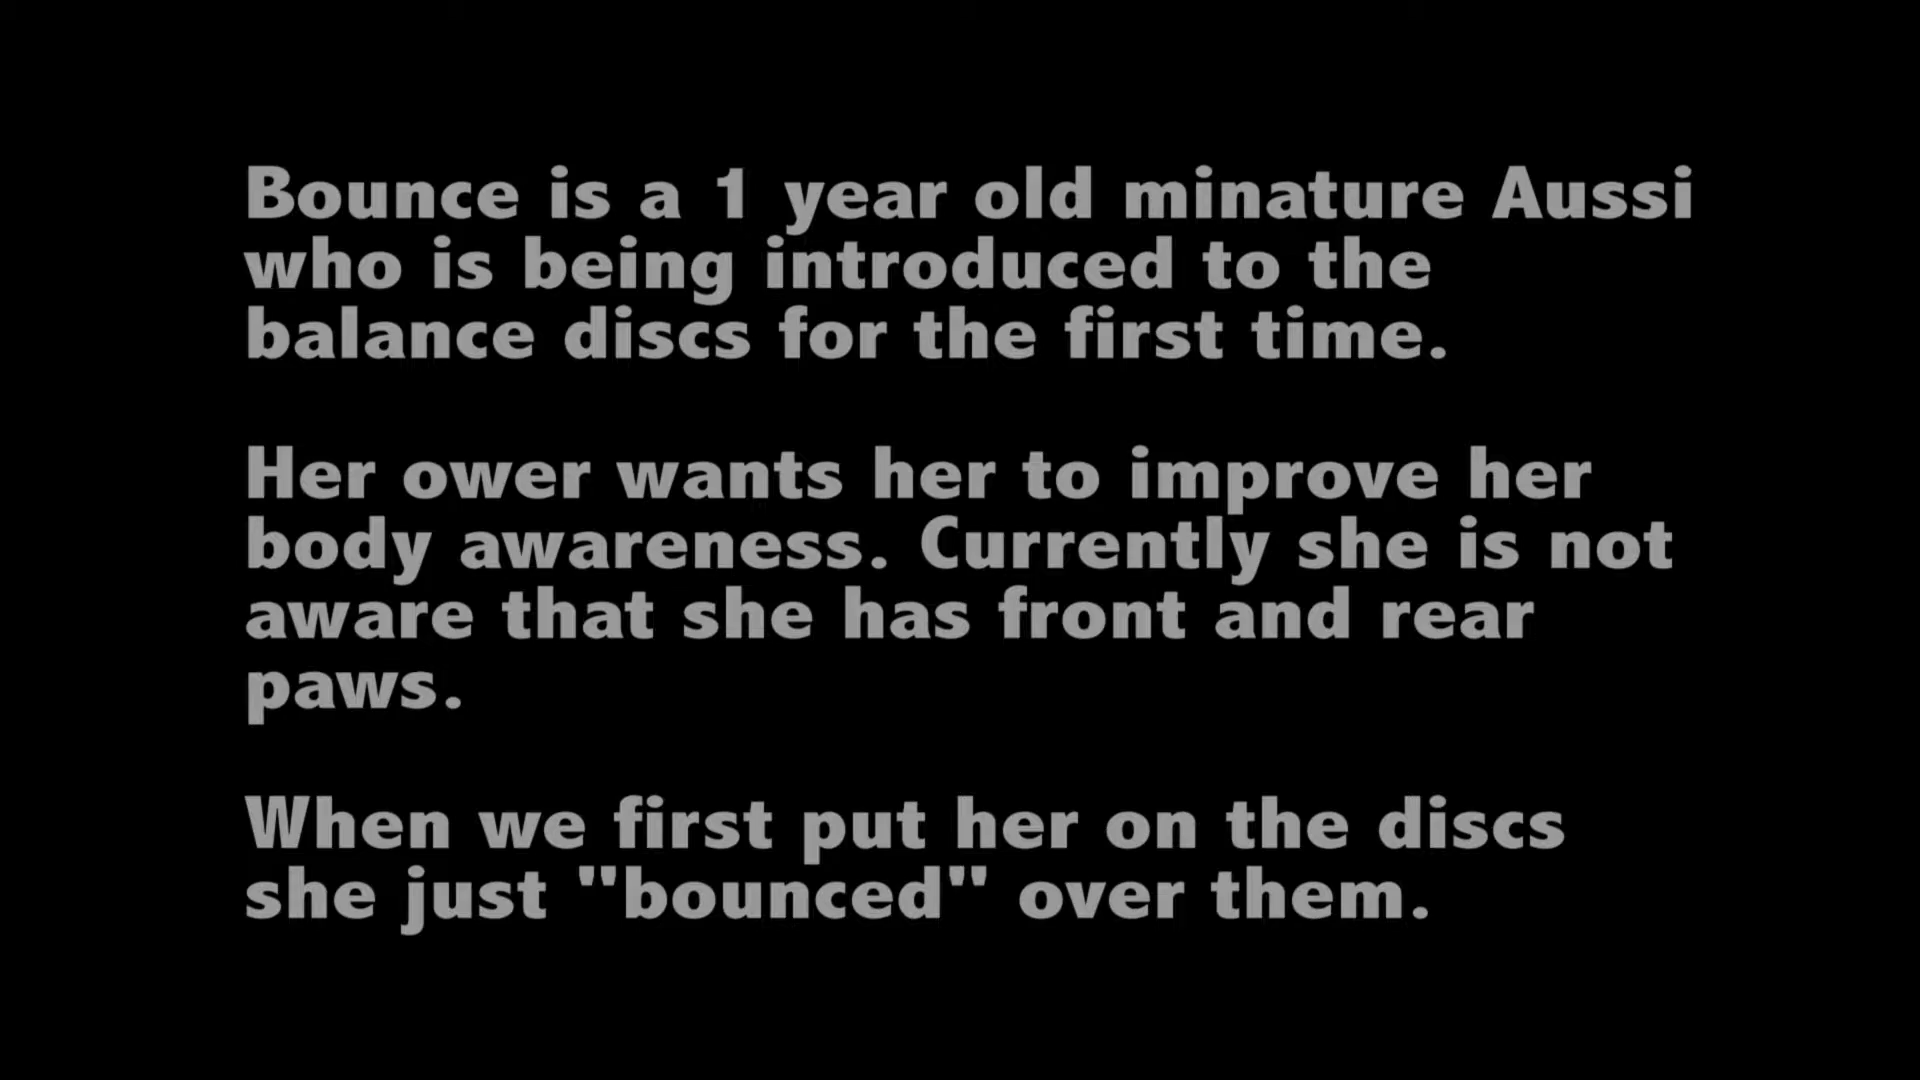 Bounce is a 1 year old minature Aussi
who is being introduced to the
balance discs for the first time.
Her ower wants her to improve her
body awareness. Currently she is not
aware that she has front and rear
paws.
When we first put her on the discs
she just "bounced" over them.